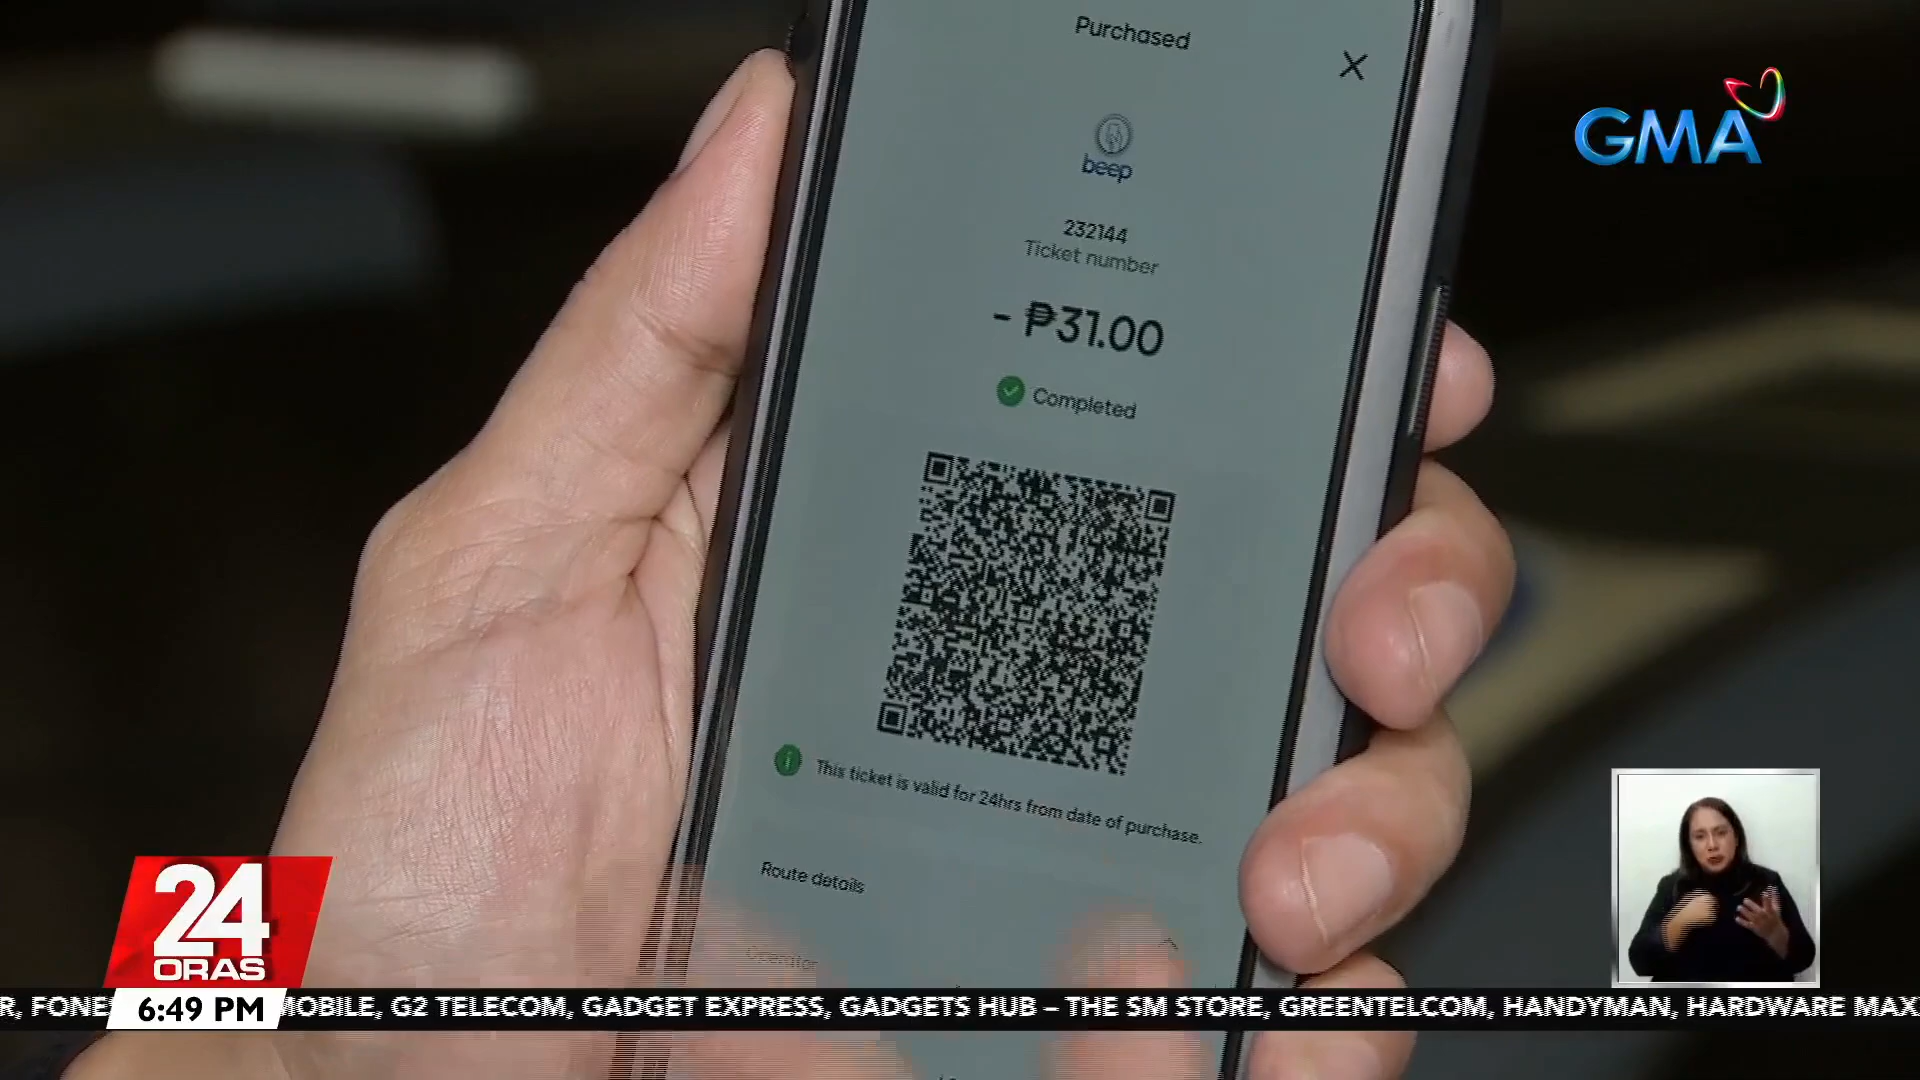 Purchased
GMA
beep
232144
Ticket number
- ₱31.00
Completed
This ticket is valid for 24hrs from date of purchase.
Route details
Operator
24
ORAS
6:49 PM
R, FONE
MOBILE, G2 TELECOM, GADGET EXPRESS, GADGETS HUB – THE SM STORE, GREENTELCOM, HANDYMAN, HARDWARE MAX